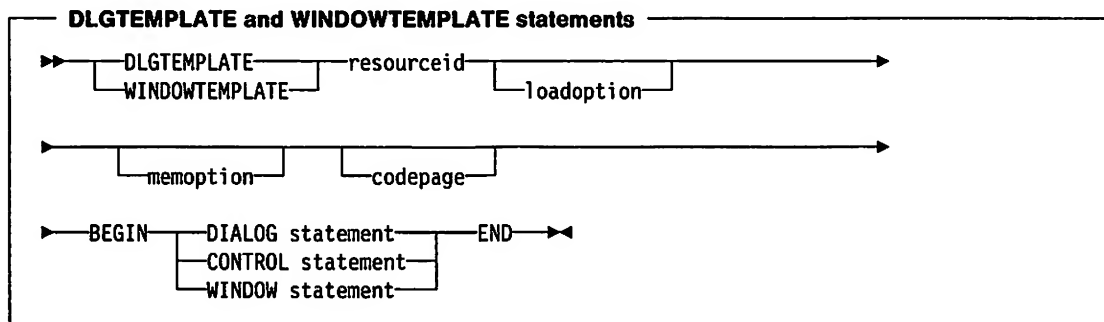 DLGTEMPLATE and WINDOWTEMPLATE statements
DLGTEMPLATE resourceid
WINDOWTEMPLATE loadoption
memoption codepage
BEGIN DIALOG statement END
CONTROL statement
WINDOW statement